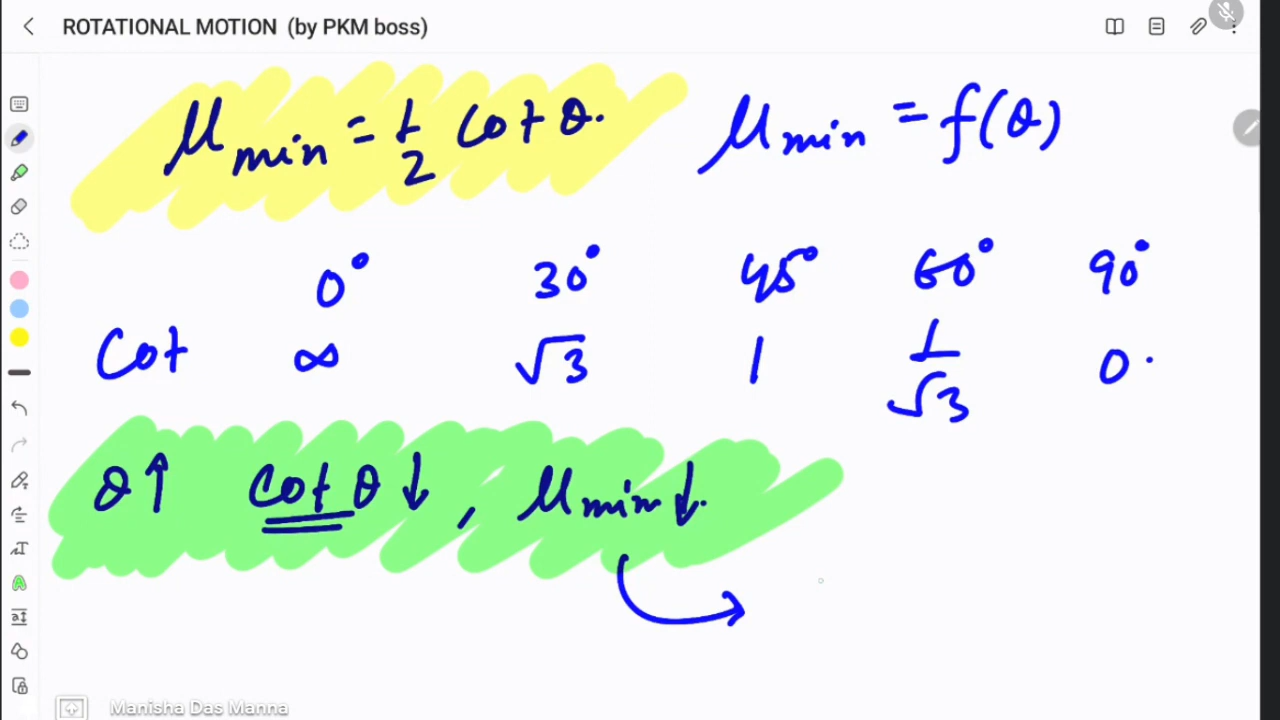 ROTATIONAL MOTION (by PKM boss)
μmin = 1/2 cot θ. μmin = f(θ)
0° 30° 45° 60° 90°
Cot ∞ √3 1 1/√3 0.
θ↑ Cot θ ↓, μmin ↓.
Manisha Das Manna